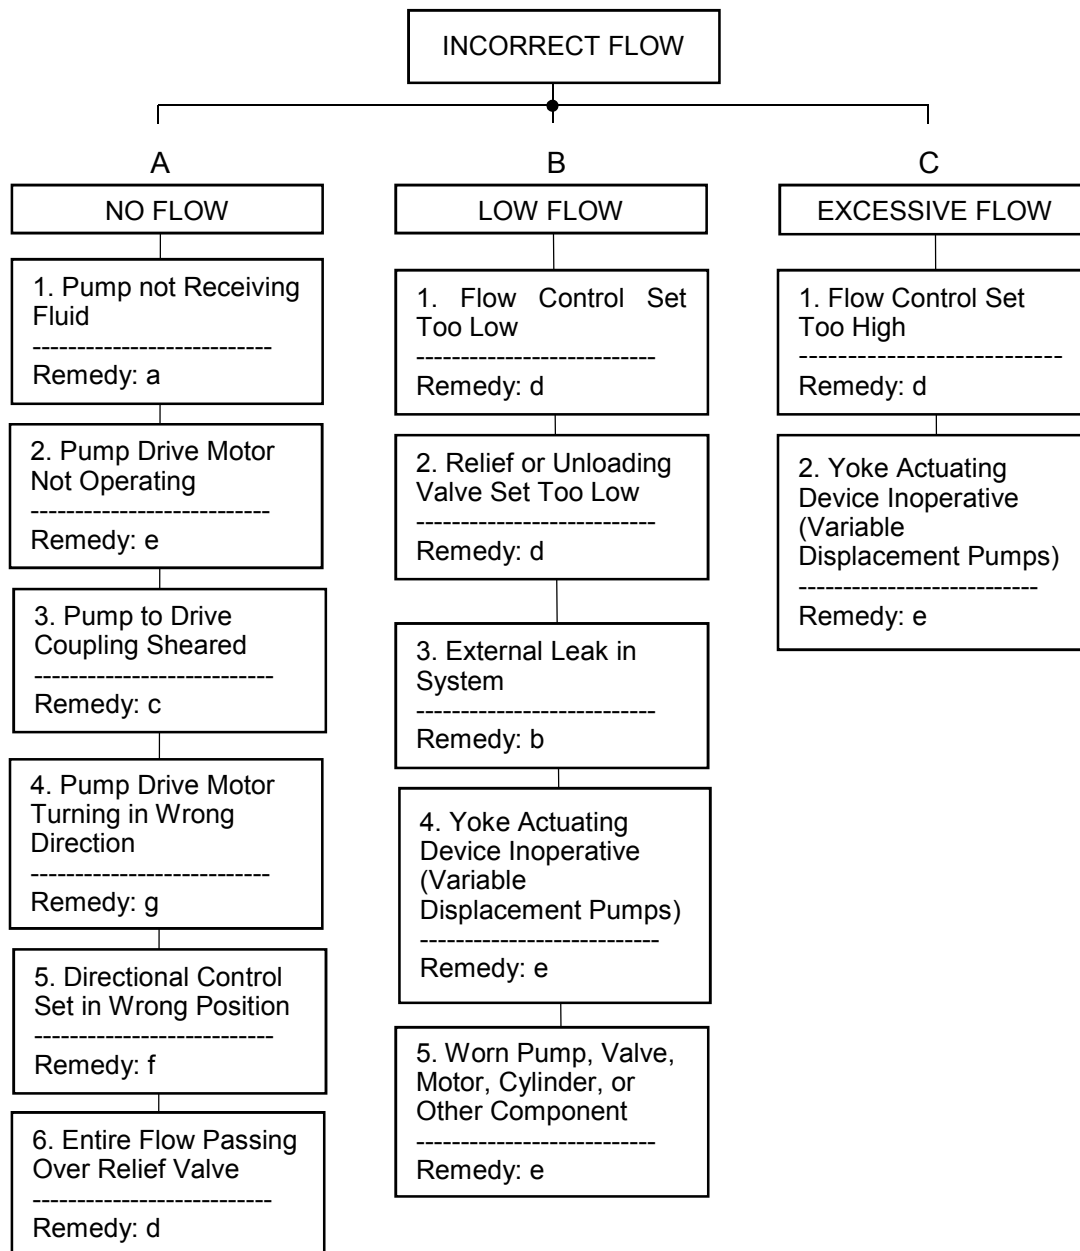 INCORRECT FLOW
A
NO FLOW
1. Pump not Receiving
Fluid
---------------------------
Remedy: a
2. Pump Drive Motor
Not Operating
---------------------------
Remedy: e
3. Pump to Drive
Coupling Sheared
---------------------------
Remedy: c
4. Pump Drive Motor
Turning in Wrong
Direction
---------------------------
Remedy: g
5. Directional Control
Set in Wrong Position
---------------------------
Remedy: f
6. Entire Flow Passing
Over Relief Valve
---------------------------
Remedy: d
B
LOW FLOW
1. Flow Control Set
Too Low
---------------------------
Remedy: d
2. Relief or Unloading
Valve Set Too Low
---------------------------
Remedy: d
3. External Leak in
System
---------------------------
Remedy: b
4. Yoke Actuating
Device Inoperative
(Variable
Displacement Pumps)
---------------------------
Remedy: e
5. Worn Pump, Valve,
Motor, Cylinder, or
Other Component
---------------------------
Remedy: e
C
EXCESSIVE FLOW
1. Flow Control Set
Too High
------------------------------
Remedy: d
2. Yoke Actuating
Device Inoperative
(Variable
Displacement Pumps)
---------------------------
Remedy: e